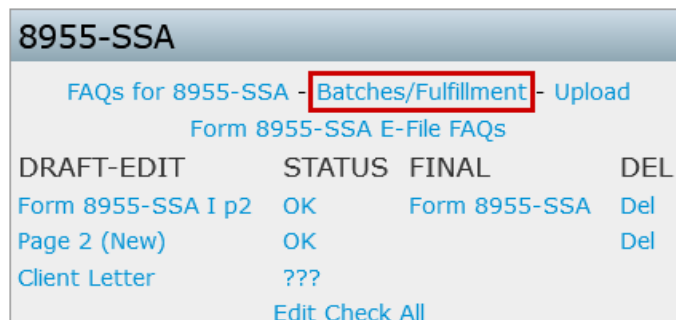 8955-SSA
FAQs for 8955-SSA - Batches/Fulfillment - Upload
Form 8955-SSA E-File FAQs
DRAFT-EDIT STATUS FINAL DEL
Form 8955-SSA I p2 OK Form 8955-SSA Del
Page 2 (New) OK Del
Client Letter ???
Edit Check All